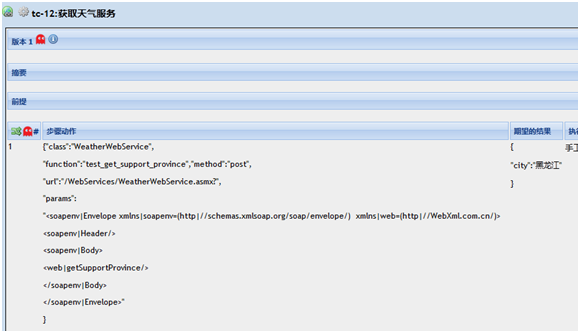 tc-12:获取天气服务
版本 1
摘要
前提
# 步骤动作 期望的结果 执
1 {"class":"WeatherWebService", { 手工
"function":"test_get_support_province","method":"post", "city":"黑龙江"
"url":"/WebServices/WeatherWebService.asmx?", }
"params":
"<soapenv|Envelope xmlns|soapenv=(http|//schemas.xmlsoap.org/soap/envelope/) xmlns|web=(http|//WebXml.com.cn/)>
<soapenv|Header/>
<soapenv|Body>
<web|getSupportProvince/>
</soapenv|Body>
</soapenv|Envelope>"
}